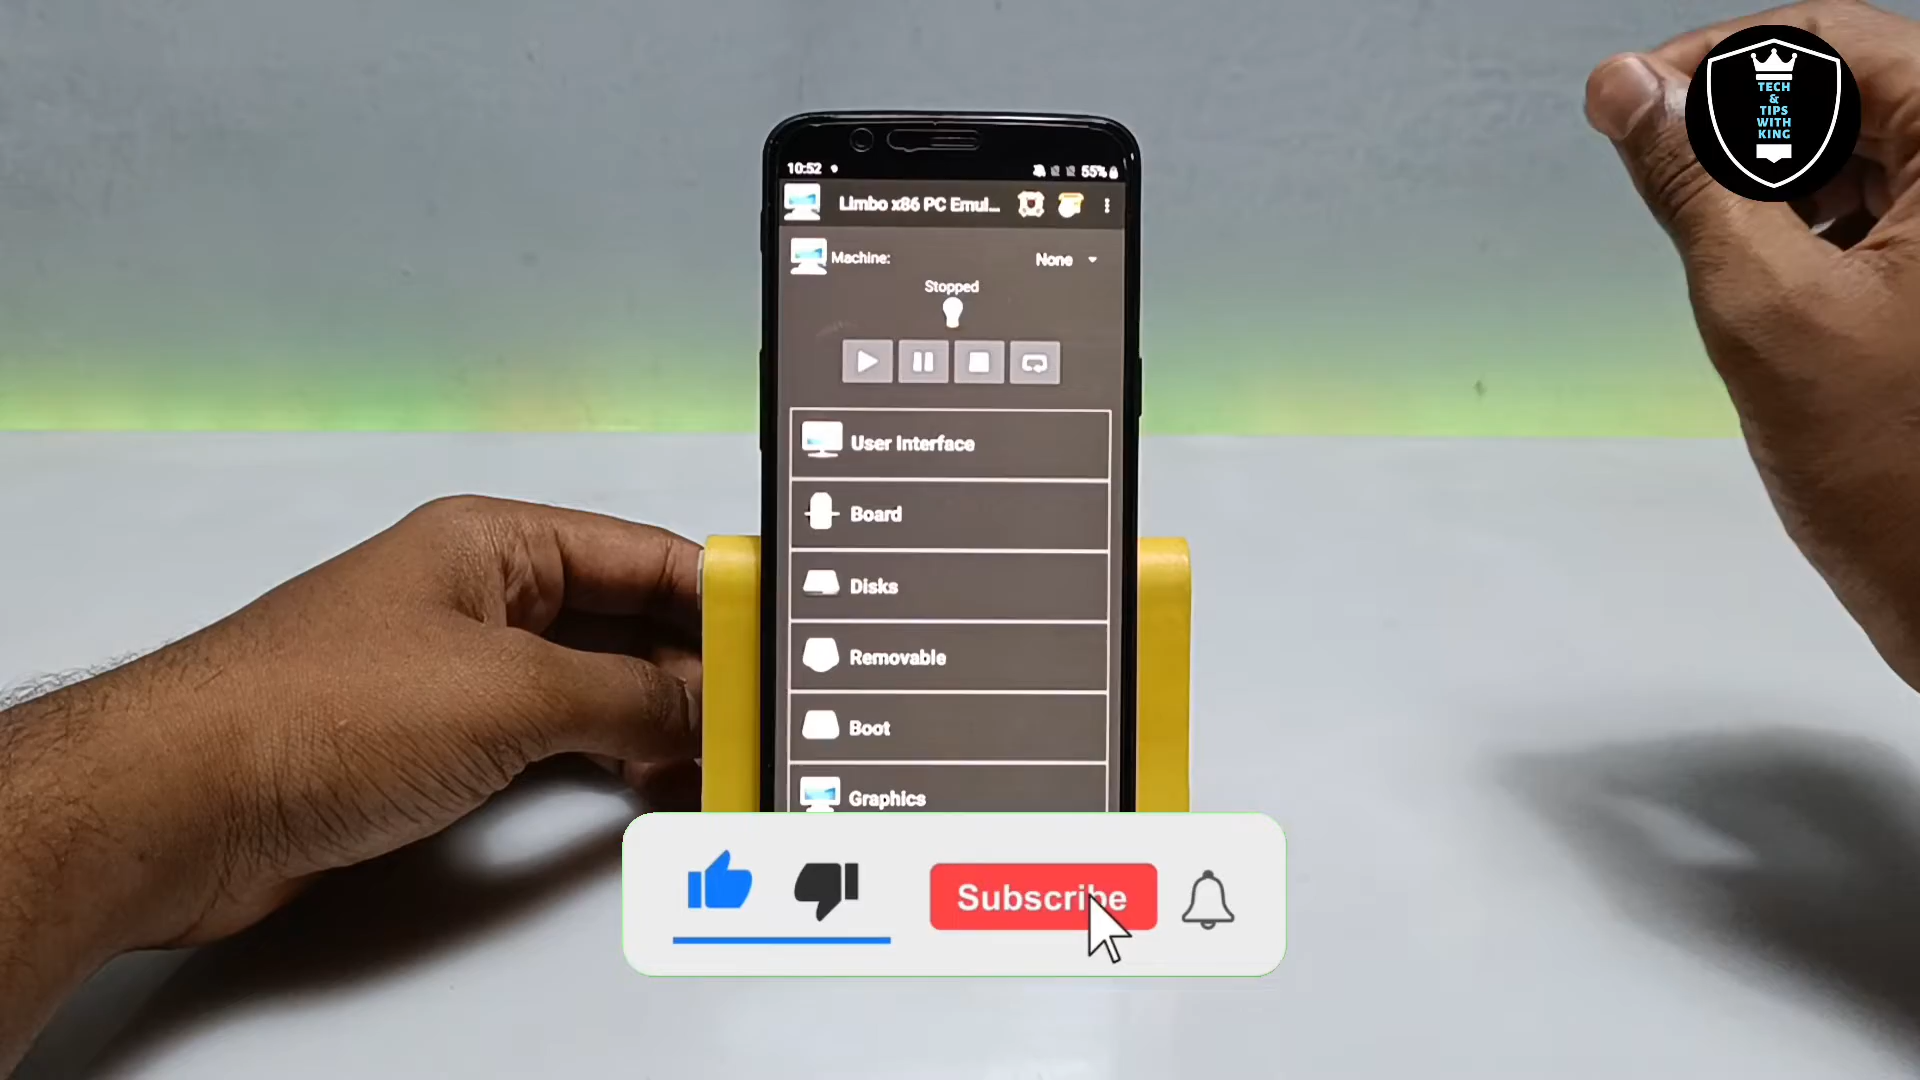 TECH
&
TIPS
WITH
KING
10:52
55%
Limbo x86 PC Emul...
Machine:
None
Stopped
User Interface
Board
Disks
Removable
Boot
Graphics
Subscribe